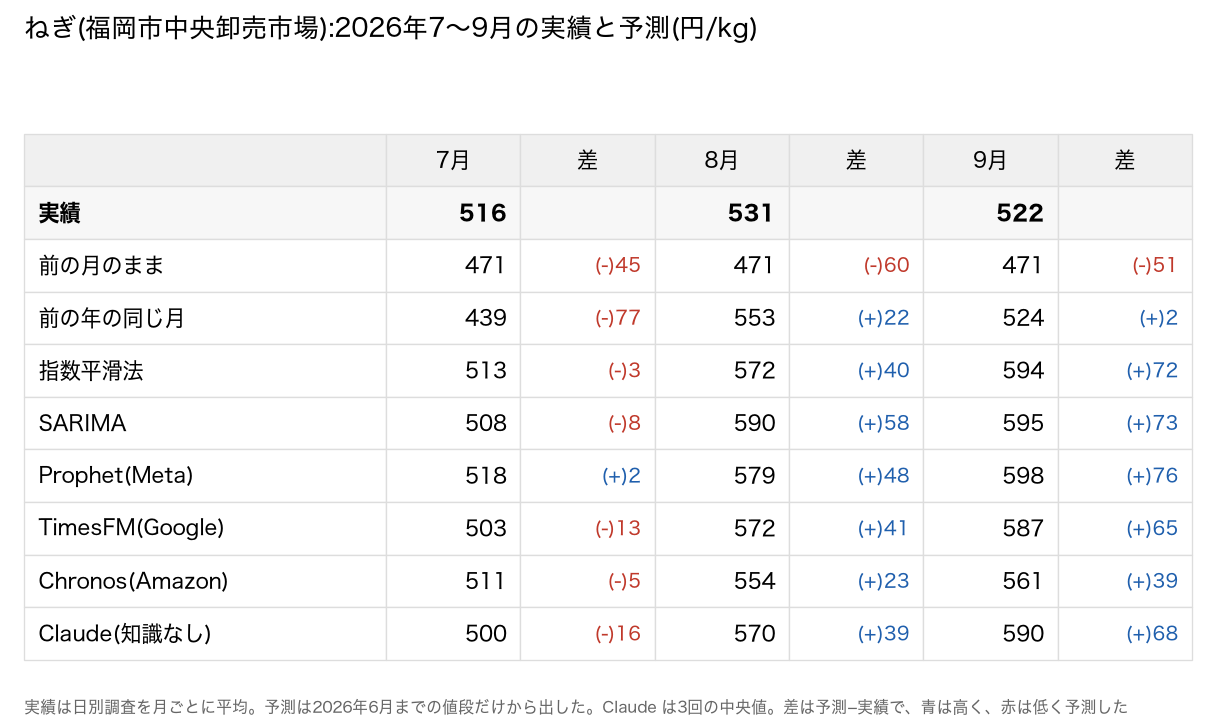 ねぎ(福岡市中央卸売市場):2026年7〜9月の実績と予測(円/kg)
7月 差 8月 差 9月 差
実績 516 531 522
前の月のまま 471 (-)45 471 (-)60 471 (-)51
前の年の同じ月 439 (-)77 553 (+)22 524 (+)2
指数平滑法 513 (-)3 572 (+)40 594 (+)72
SARIMA 508 (-)8 590 (+)58 595 (+)73
Prophet(Meta) 518 (+)2 579 (+)48 598 (+)76
TimesFM(Google) 503 (-)13 572 (+)41 587 (+)65
Chronos(Amazon) 511 (-)5 554 (+)23 561 (+)39
Claude(知識なし) 500 (-)16 570 (+)39 590 (+)68
実績は日別調査を月ごとに平均。予測は2026年6月までの値段だけから出した。Claude は3回の中央値。差は予測−実績で、青は高く、赤は低く予測した